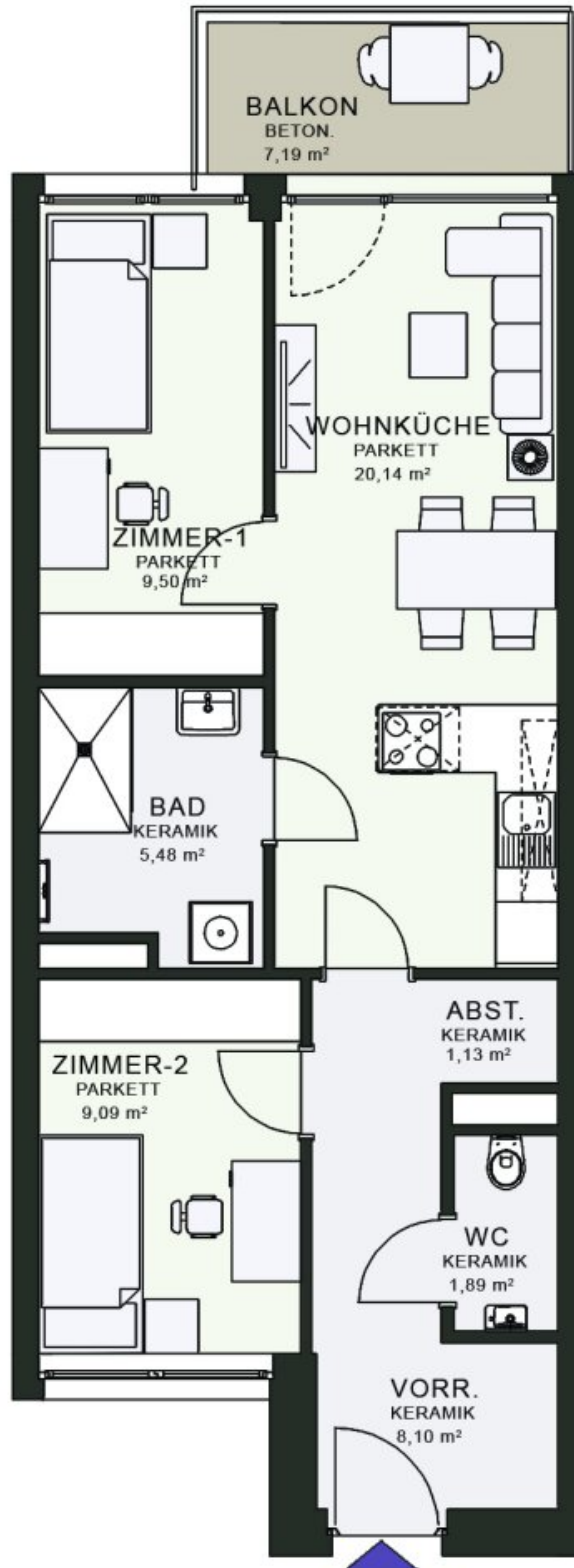 BALKON
BETON.
7,19 m²
WOHNKÜCHE
PARKETT
20,14 m²
ZIMMER-1
PARKETT
9,50 m²
BAD
KERAMIK
5,48 m²
ABST.
KERAMIK
1,13 m²
ZIMMER-2
PARKETT
9,09 m²
WC
KERAMIK
1,89 m²
VORR.
KERAMIK
8,10 m²